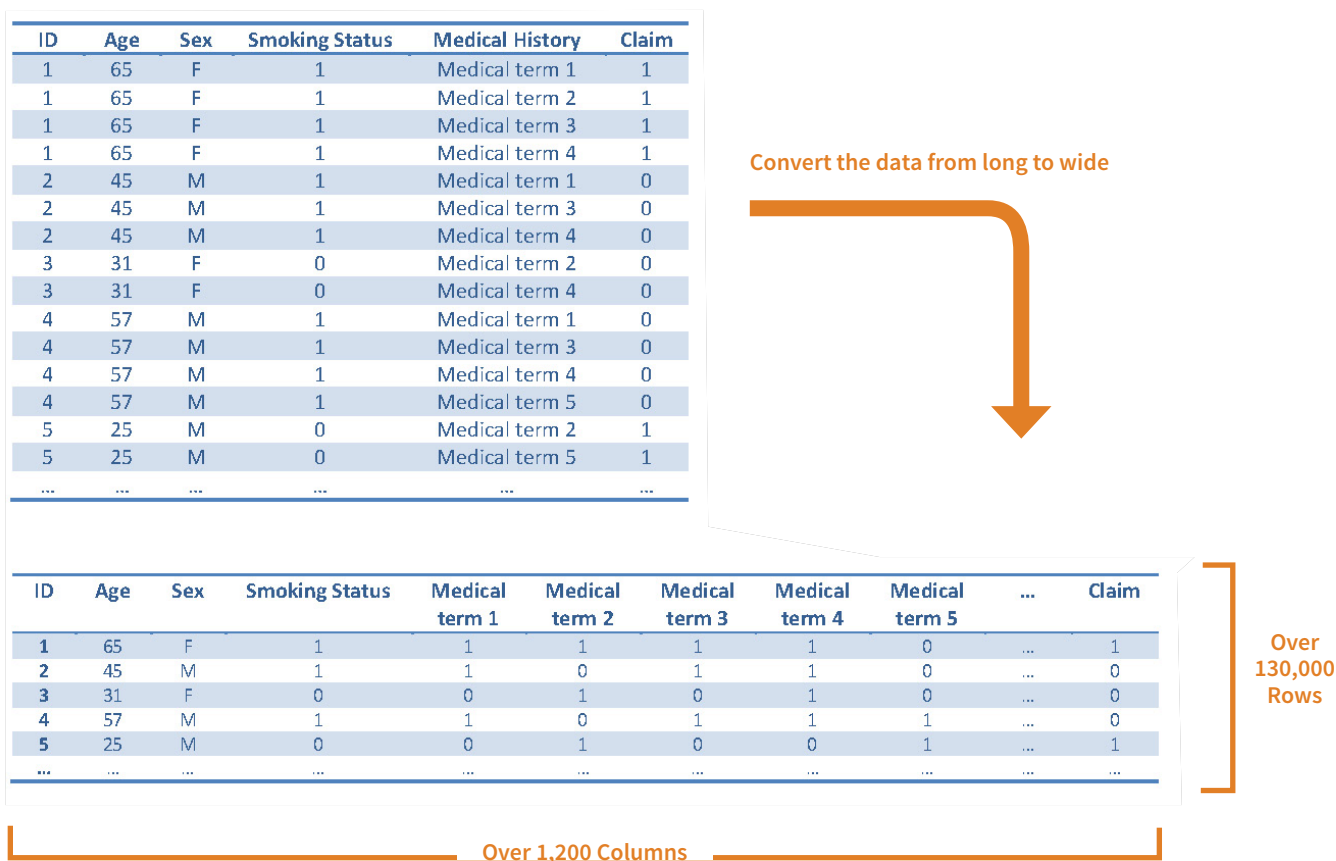 ID Age Sex Smoking Status Medical History Claim
1 65 F 1 Medical term 1 1
1 65 F 1 Medical term 2 1
1 65 F 1 Medical term 3 1
1 65 F 1 Medical term 4 1
2 45 M 1 Medical term 1 0
2 45 M 1 Medical term 3 0
2 45 M 1 Medical term 4 0
3 31 F 0 Medical term 2 0
3 31 F 0 Medical term 4 0
4 57 M 1 Medical term 1 0
4 57 M 1 Medical term 3 0
4 57 M 1 Medical term 4 0
4 57 M 1 Medical term 5 0
5 25 M 0 Medical term 2 1
5 25 M 0 Medical term 5 1
... ... ... ... ... ...
Convert the data from long to wide
ID Age Sex Smoking Status Medical Medical Medical Medical Medical ... Claim
term 1 term 2 term 3 term 4 term 5
1 65 F 1 1 1 1 1 0 ... 1
2 45 M 1 1 0 1 1 0 ... 0
3 31 F 0 0 1 0 1 0 ... 0
4 57 M 1 1 0 1 1 1 ... 0
5 25 M 0 0 1 0 0 1 ... 1
... ... ... ... ... ... ... ... ... ... ...
Over
130,000
Rows
Over 1,200 Columns